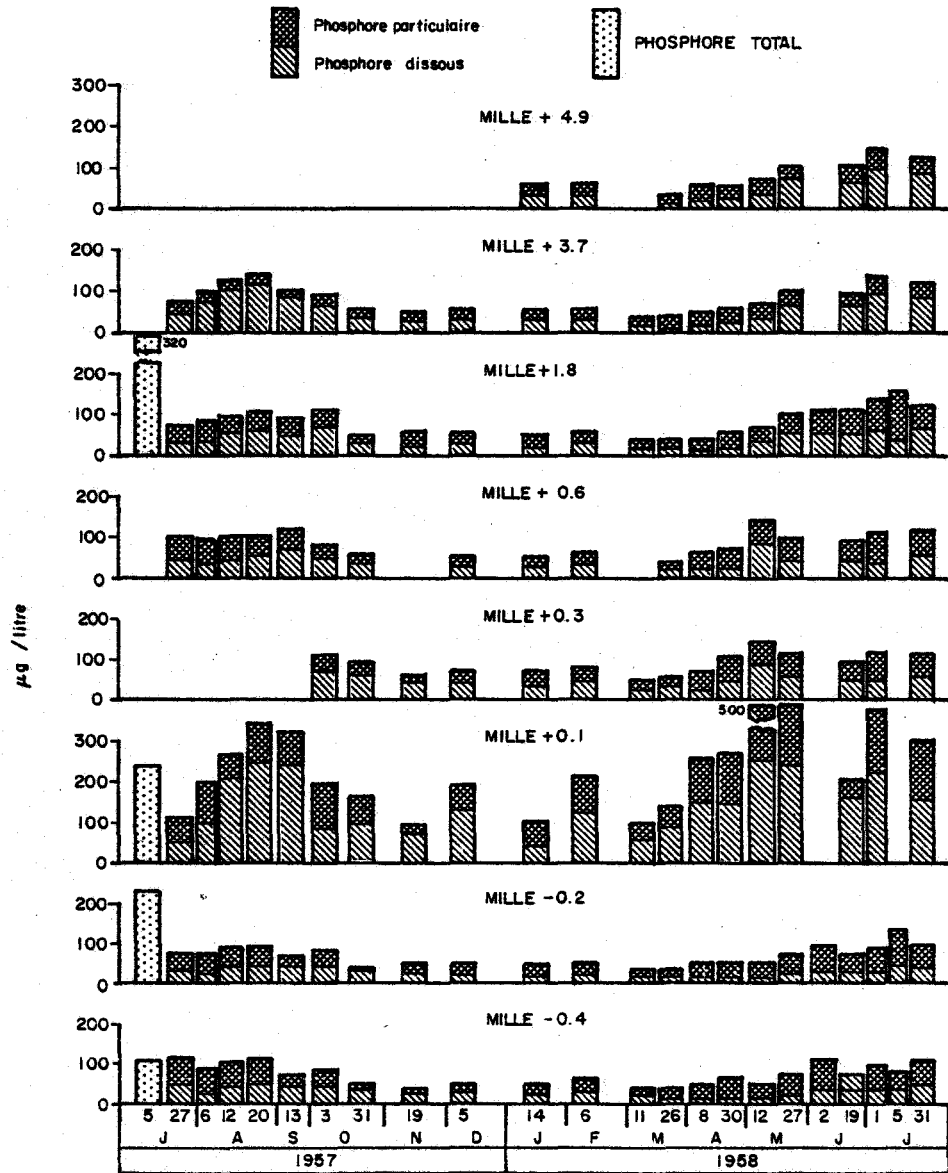 Phosphore particulaire
Phosphore dissous
PHOSPHORE TOTAL
µg /litre
MILLE + 4.9
300
200
100
0
MILLE + 3.7
200
100
0
320
MILLE+1.8
200
100
0
MILLE + 0.6
200
100
0
MILLE +0.3
200
100
0
500
MILLE +0.1
300
200
100
0
MILLE -0.2
200
100
0
MILLE -0.4
200
100
0
5 27 6 12 20 13 3 31 19 5 14 6 11 26 8 30 12 27 2 19 1 5 31
J A S O N D J F M A M J J
1957 1958